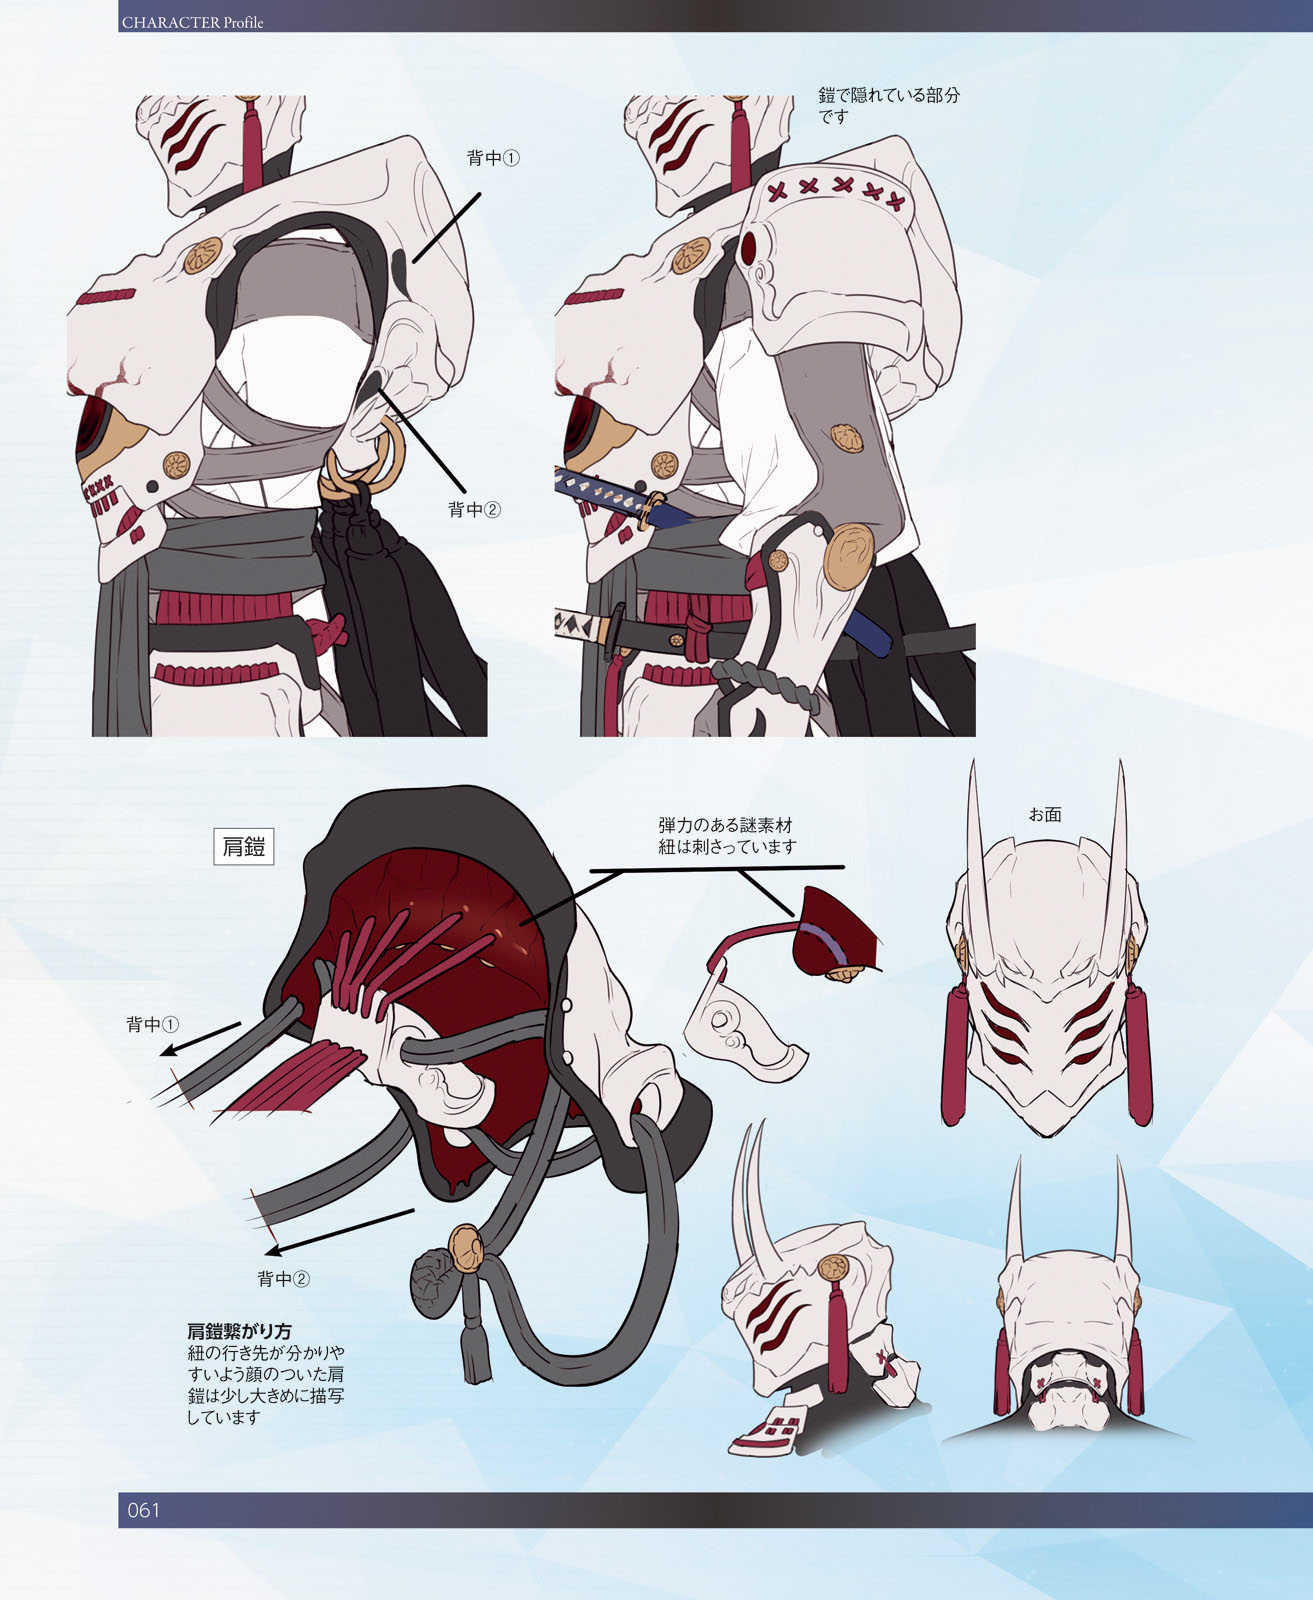 CHARACTER Profile
鎧で隠れている部分
です
背中①
背中②
肩鎧
弾力のある謎素材
紐は刺さっています
お面
背中①
背中②
肩鎧繋がり方
紐の行き先が分かりや
すいよう顔のついた肩
鎧は少し大きめに描写
しています
061